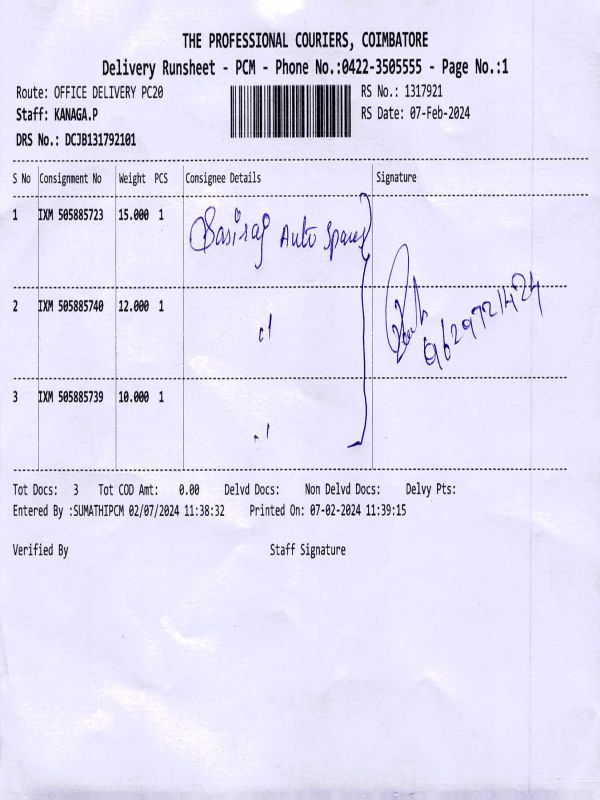 THE PROFESSIONAL COURIERS, COIMBATORE
Delivery Runsheet - PCM - Phone No.:0422-3505555 - Page No.:1
Route: OFFICE DELIVERY PC20 RS No.: 1317921
Staff: KANAGA.P RS Date: 07-Feb-2024
DRS No.: DCJB131792101
S No Consignment No Weight PCS Consignee Details Signature
1 IXM 505885723 15.000 1 Sasiraj Auto Spares
2 IXM 505885740 12.000 1 9629721424
3 IXM 505885739 10.000 1
Tot Docs: 3 Tot COD Amt: 0.00 Delvd Docs: Non Delvd Docs: Delvy Pts:
Entered By :SUMATHIPCM 02/07/2024 11:38:32 Printed On: 07-02-2024 11:39:15
Verified By Staff Signature